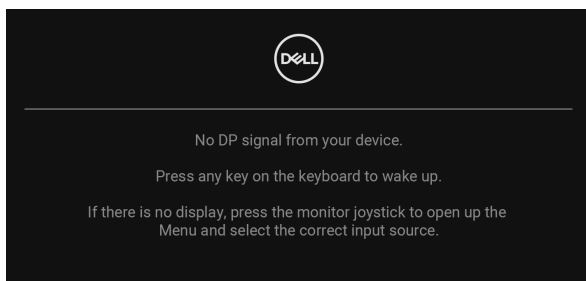 DELL
No DP signal from your device.
Press any key on the keyboard to wake up.
If there is no display, press the monitor joystick to open up the
Menu and select the correct input source.